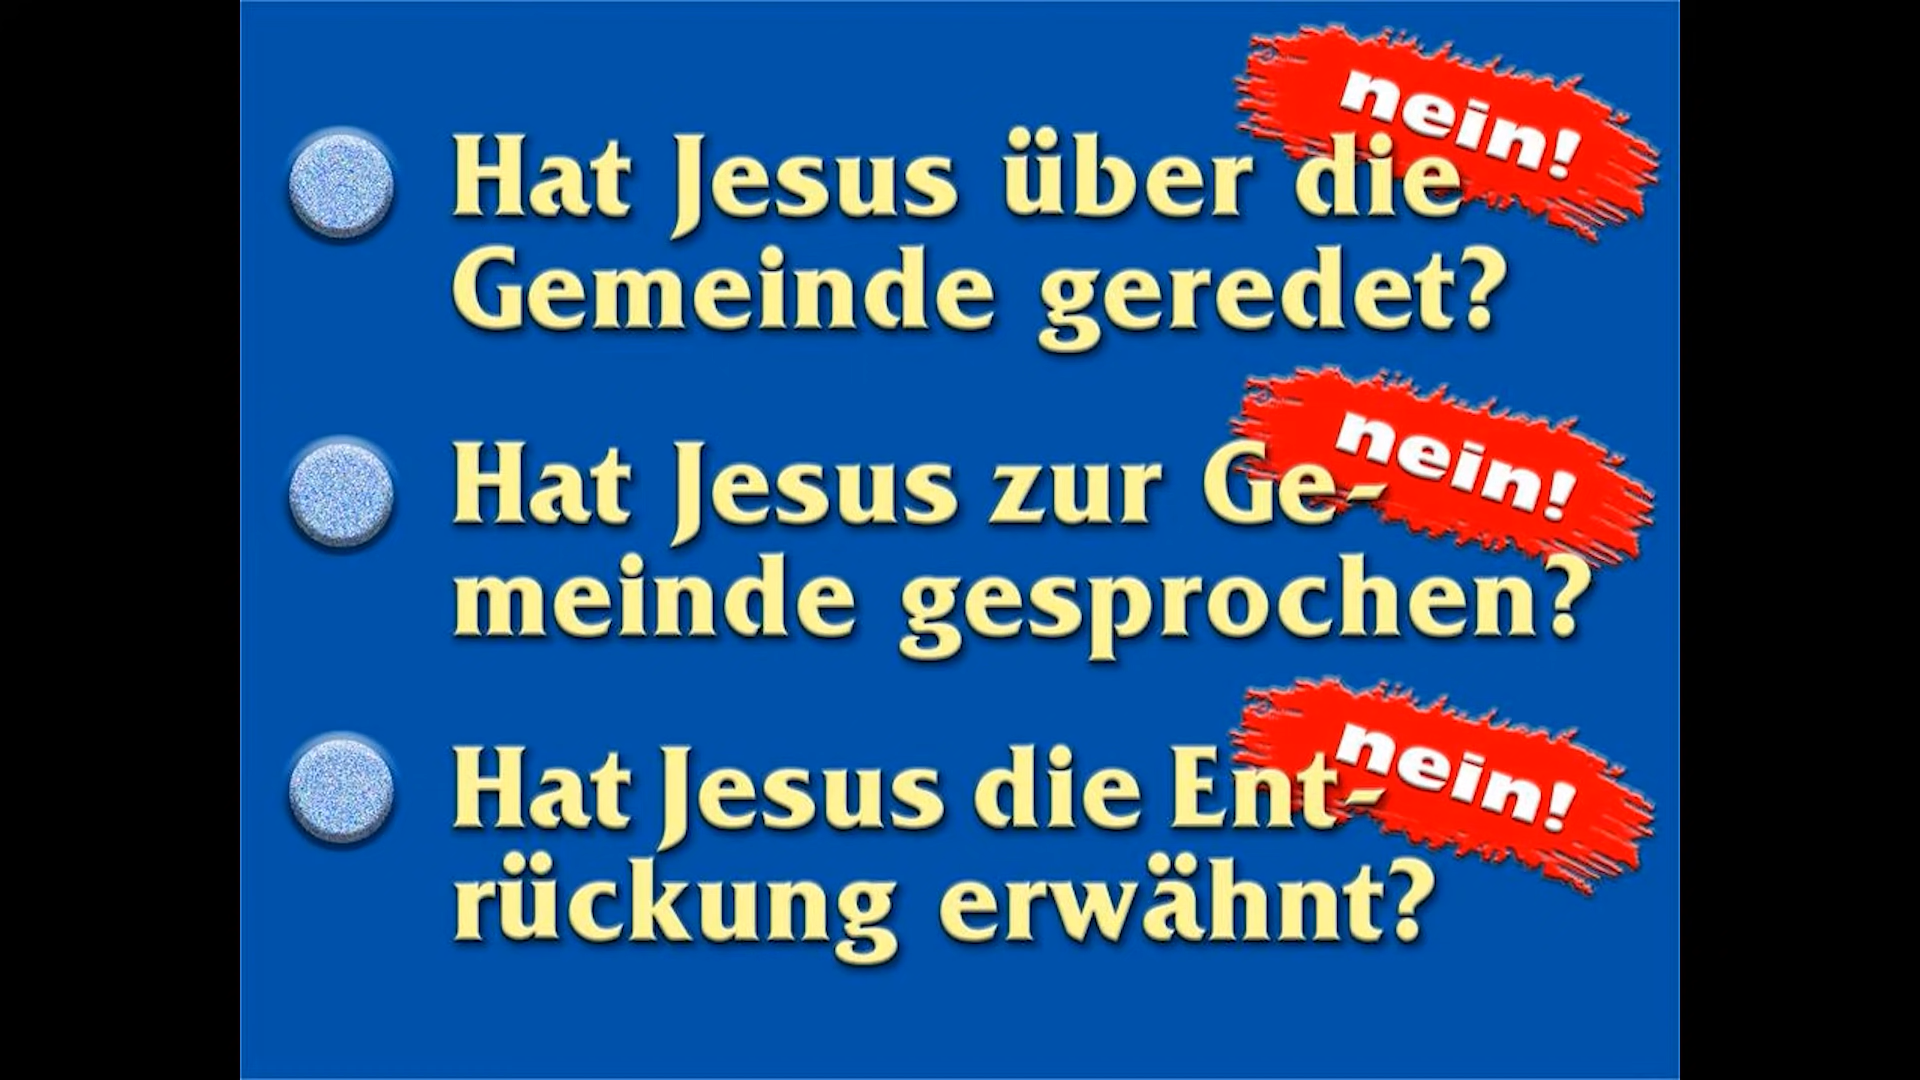 nein!
Hat Jesus über die
Gemeinde geredet?
nein!
Hat Jesus zur Ge-
meinde gesprochen?
nein!
Hat Jesus die Ent-
rückung erwähnt?